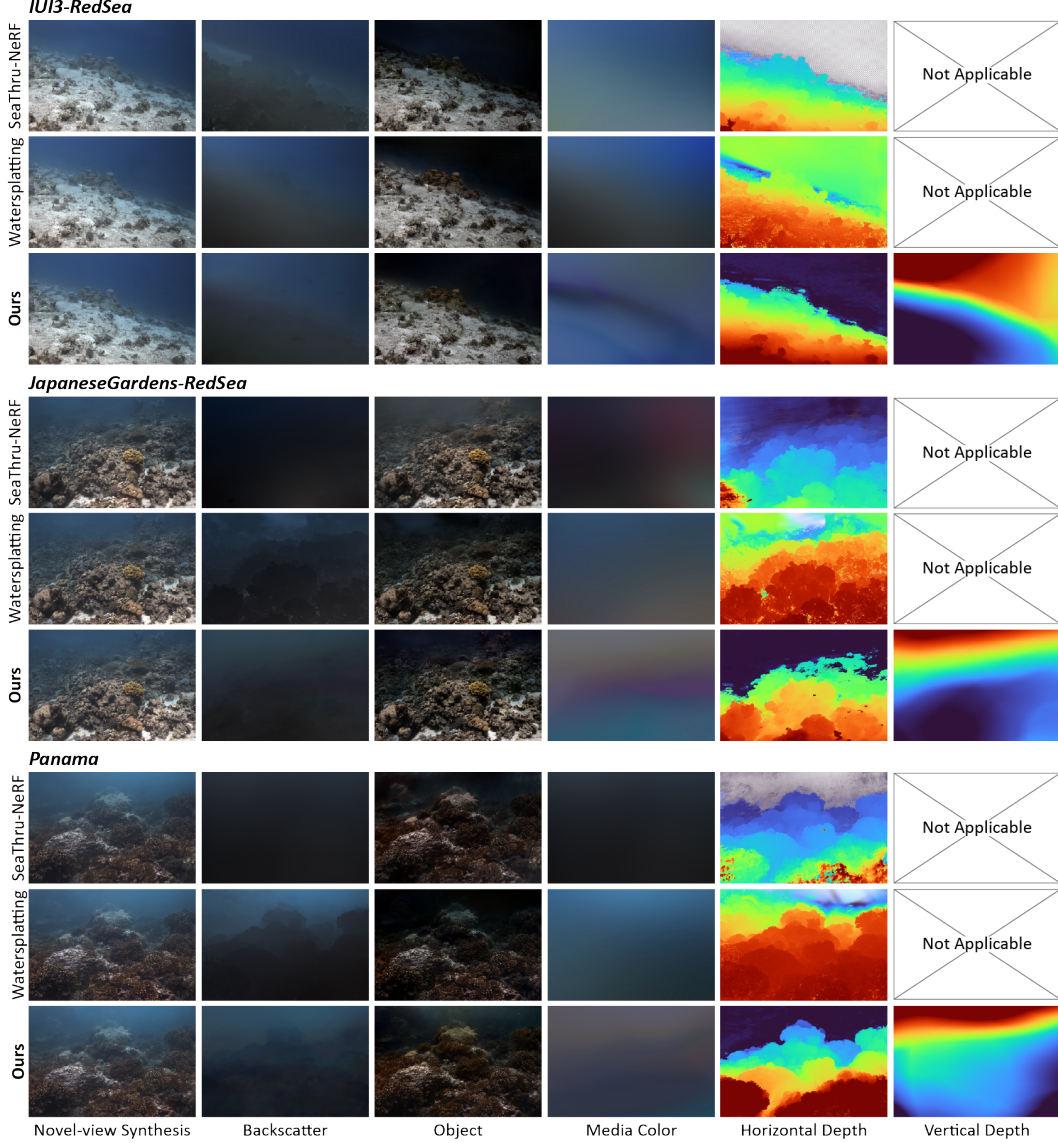 IUI3-RedSea
SeaThru-NeRF
Not Applicable
Watersplatting
Not Applicable
Ours
JapaneseGardens-RedSea
SeaThru-NeRF
Not Applicable
Watersplatting
Not Applicable
Ours
Panama
SeaThru-NeRF
Not Applicable
Watersplatting
Not Applicable
Ours
Novel-view Synthesis Backscatter Object Media Color Horizontal Depth Vertical Depth